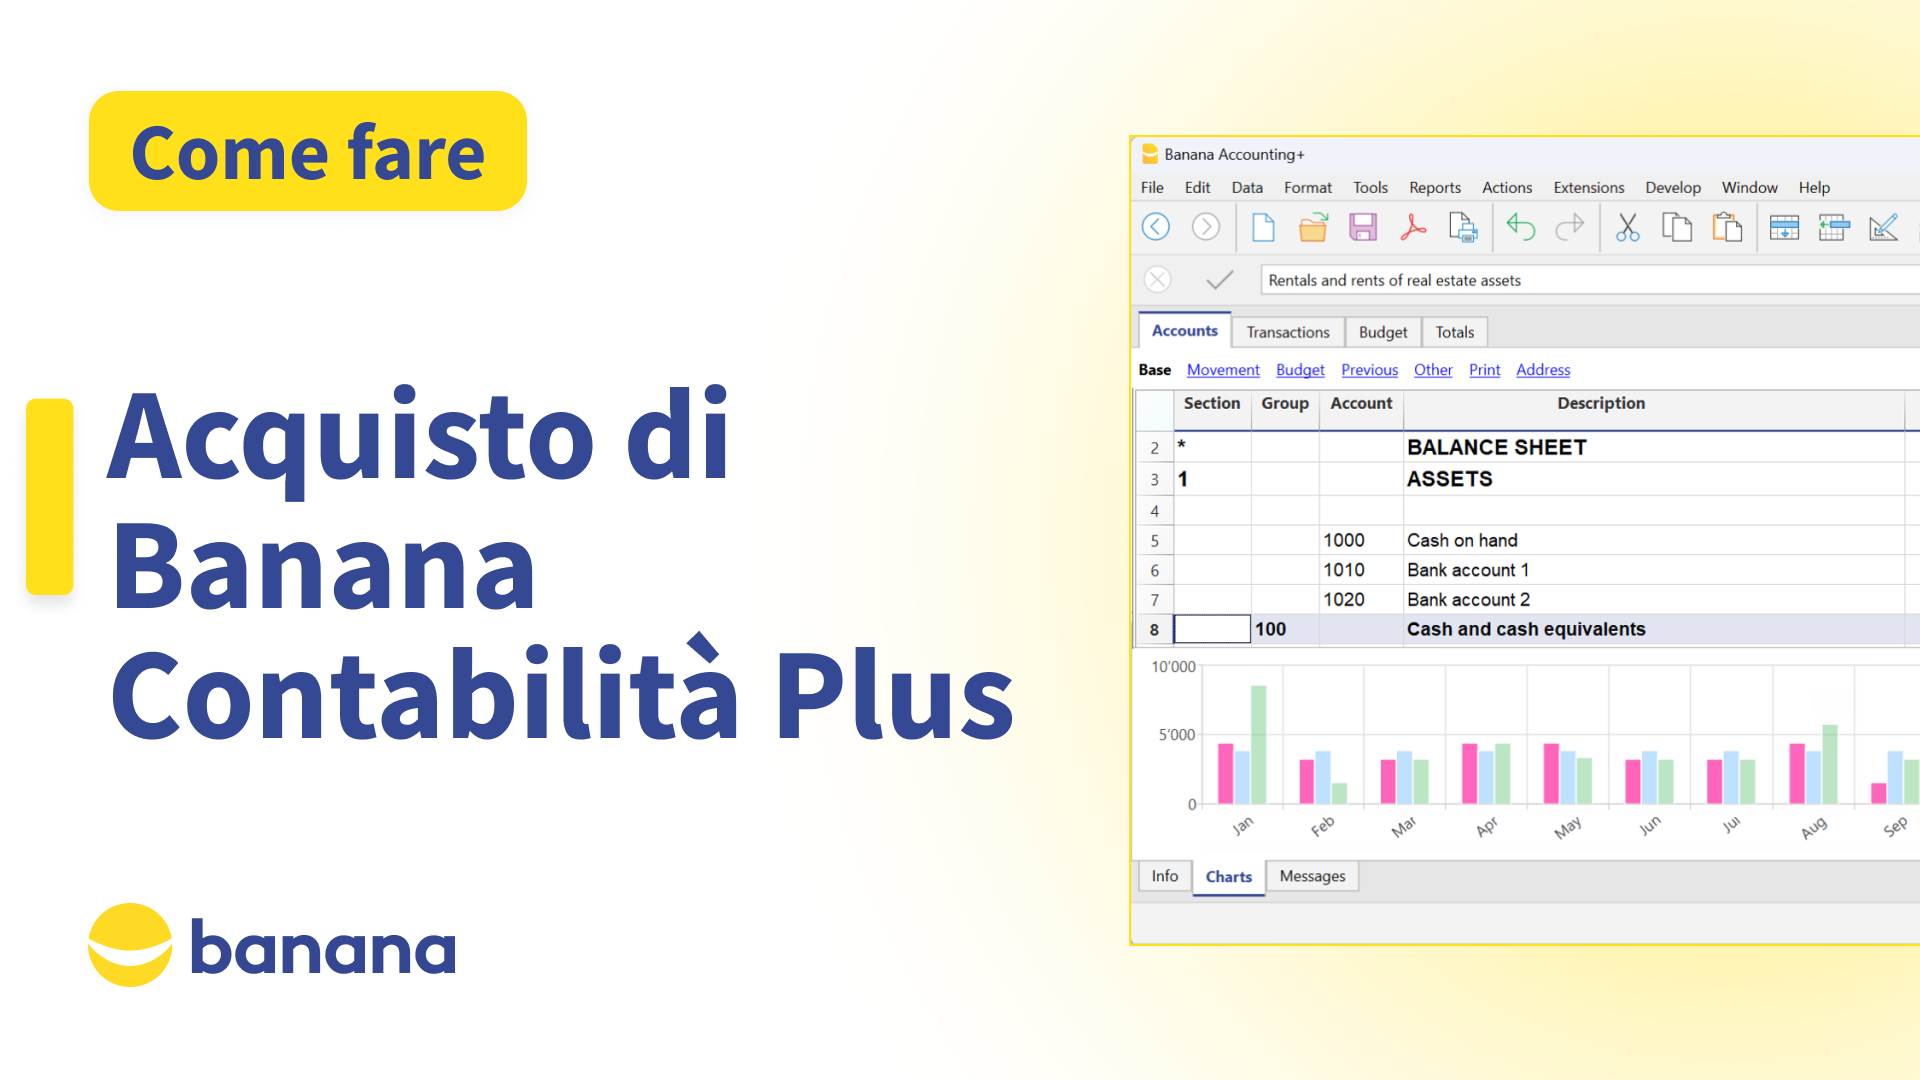 Come fare
Acquisto di
Banana
Contabilità Plus
banana
Banana Accounting+
File Edit Data Format Tools Reports Actions Extensions Develop Window Help
Rentals and rents of real estate assets
Accounts Transactions Budget Totals
Base Movement Budget Previous Other Print Address
Section Group Account Description
2 * BALANCE SHEET
3 1 ASSETS
4
5 1000 Cash on hand
6 1010 Bank account 1
7 1020 Bank account 2
8 100 Cash and cash equivalents
10'000
5'000
0
Jan Feb Mar Apr May Jun Jul Aug Sep
Info Charts Messages